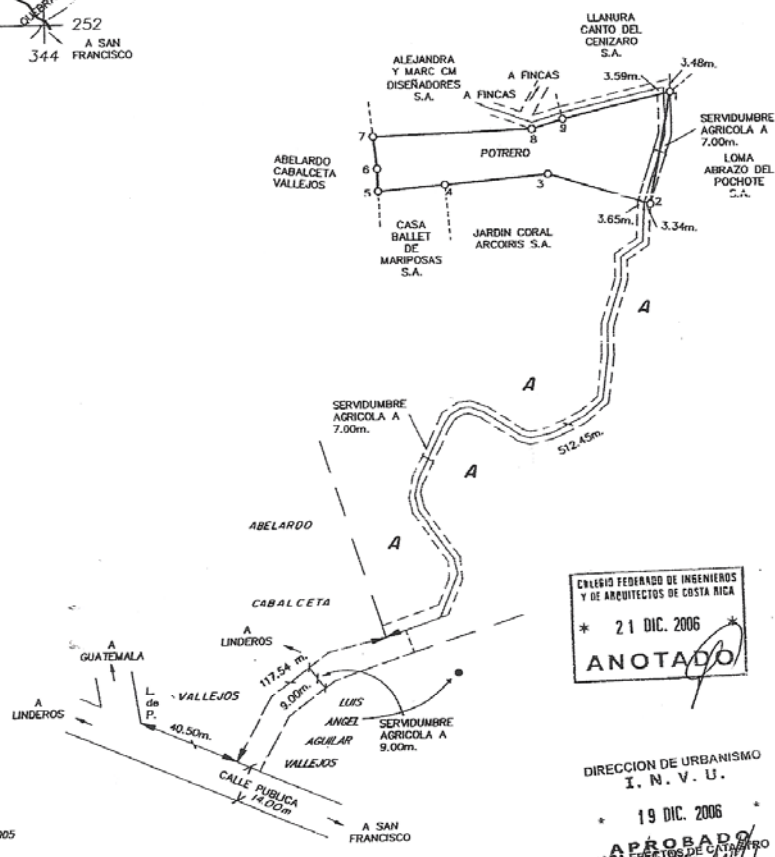 252
A SAN
FRANCISCO
344
LLANURA
CANTO DEL
CENIZARO
S.A.
ALEJANDRA
Y MARC CM
DISEÑADORES
S.A.
A FINCAS
A FINCAS
3.59m.
3.48m.
SERVIDUMBRE
AGRICOLA A
7.00m.
LOMA
ABRAZO DEL
POCHOTE
S.A.
7
8
9
POTRERO
ABELARDO
CABALCETA
VALLEJOS
6
5
4
3
2
3.65m.
3.34m.
CASA
BALLET
DE
MARIPOSAS
S.A.
JARDIN CORAL
ARCOIRIS S.A.
A
A
SERVIDUMBRE
AGRICOLA A
7.00m.
512.45m.
A
ABELARDO
A
CABALCETA
COLEGIO FEDERADO DE INGENIEROS
Y DE ARQUITECTOS DE COSTA RICA
* 21 DIC. 2006 *
ANOTADO
A
LINDEROS
A
GUATEMALA
117.54 m.
9.00m.
L.
de
P.
VALLEJOS
A
LINDEROS
40.50m.
LUIS
ANGEL
AGUILAR
VALLEJOS
SERVIDUMBRE
AGRICOLA A
9.00m.
CALLE PUBLICA
14.00m
A SAN
FRANCISCO
DIRECCION DE URBANISMO
I. N. V. U.
* 19 DIC. 2006 *
APROBADO
EFECTOS DE CATASTRO
005